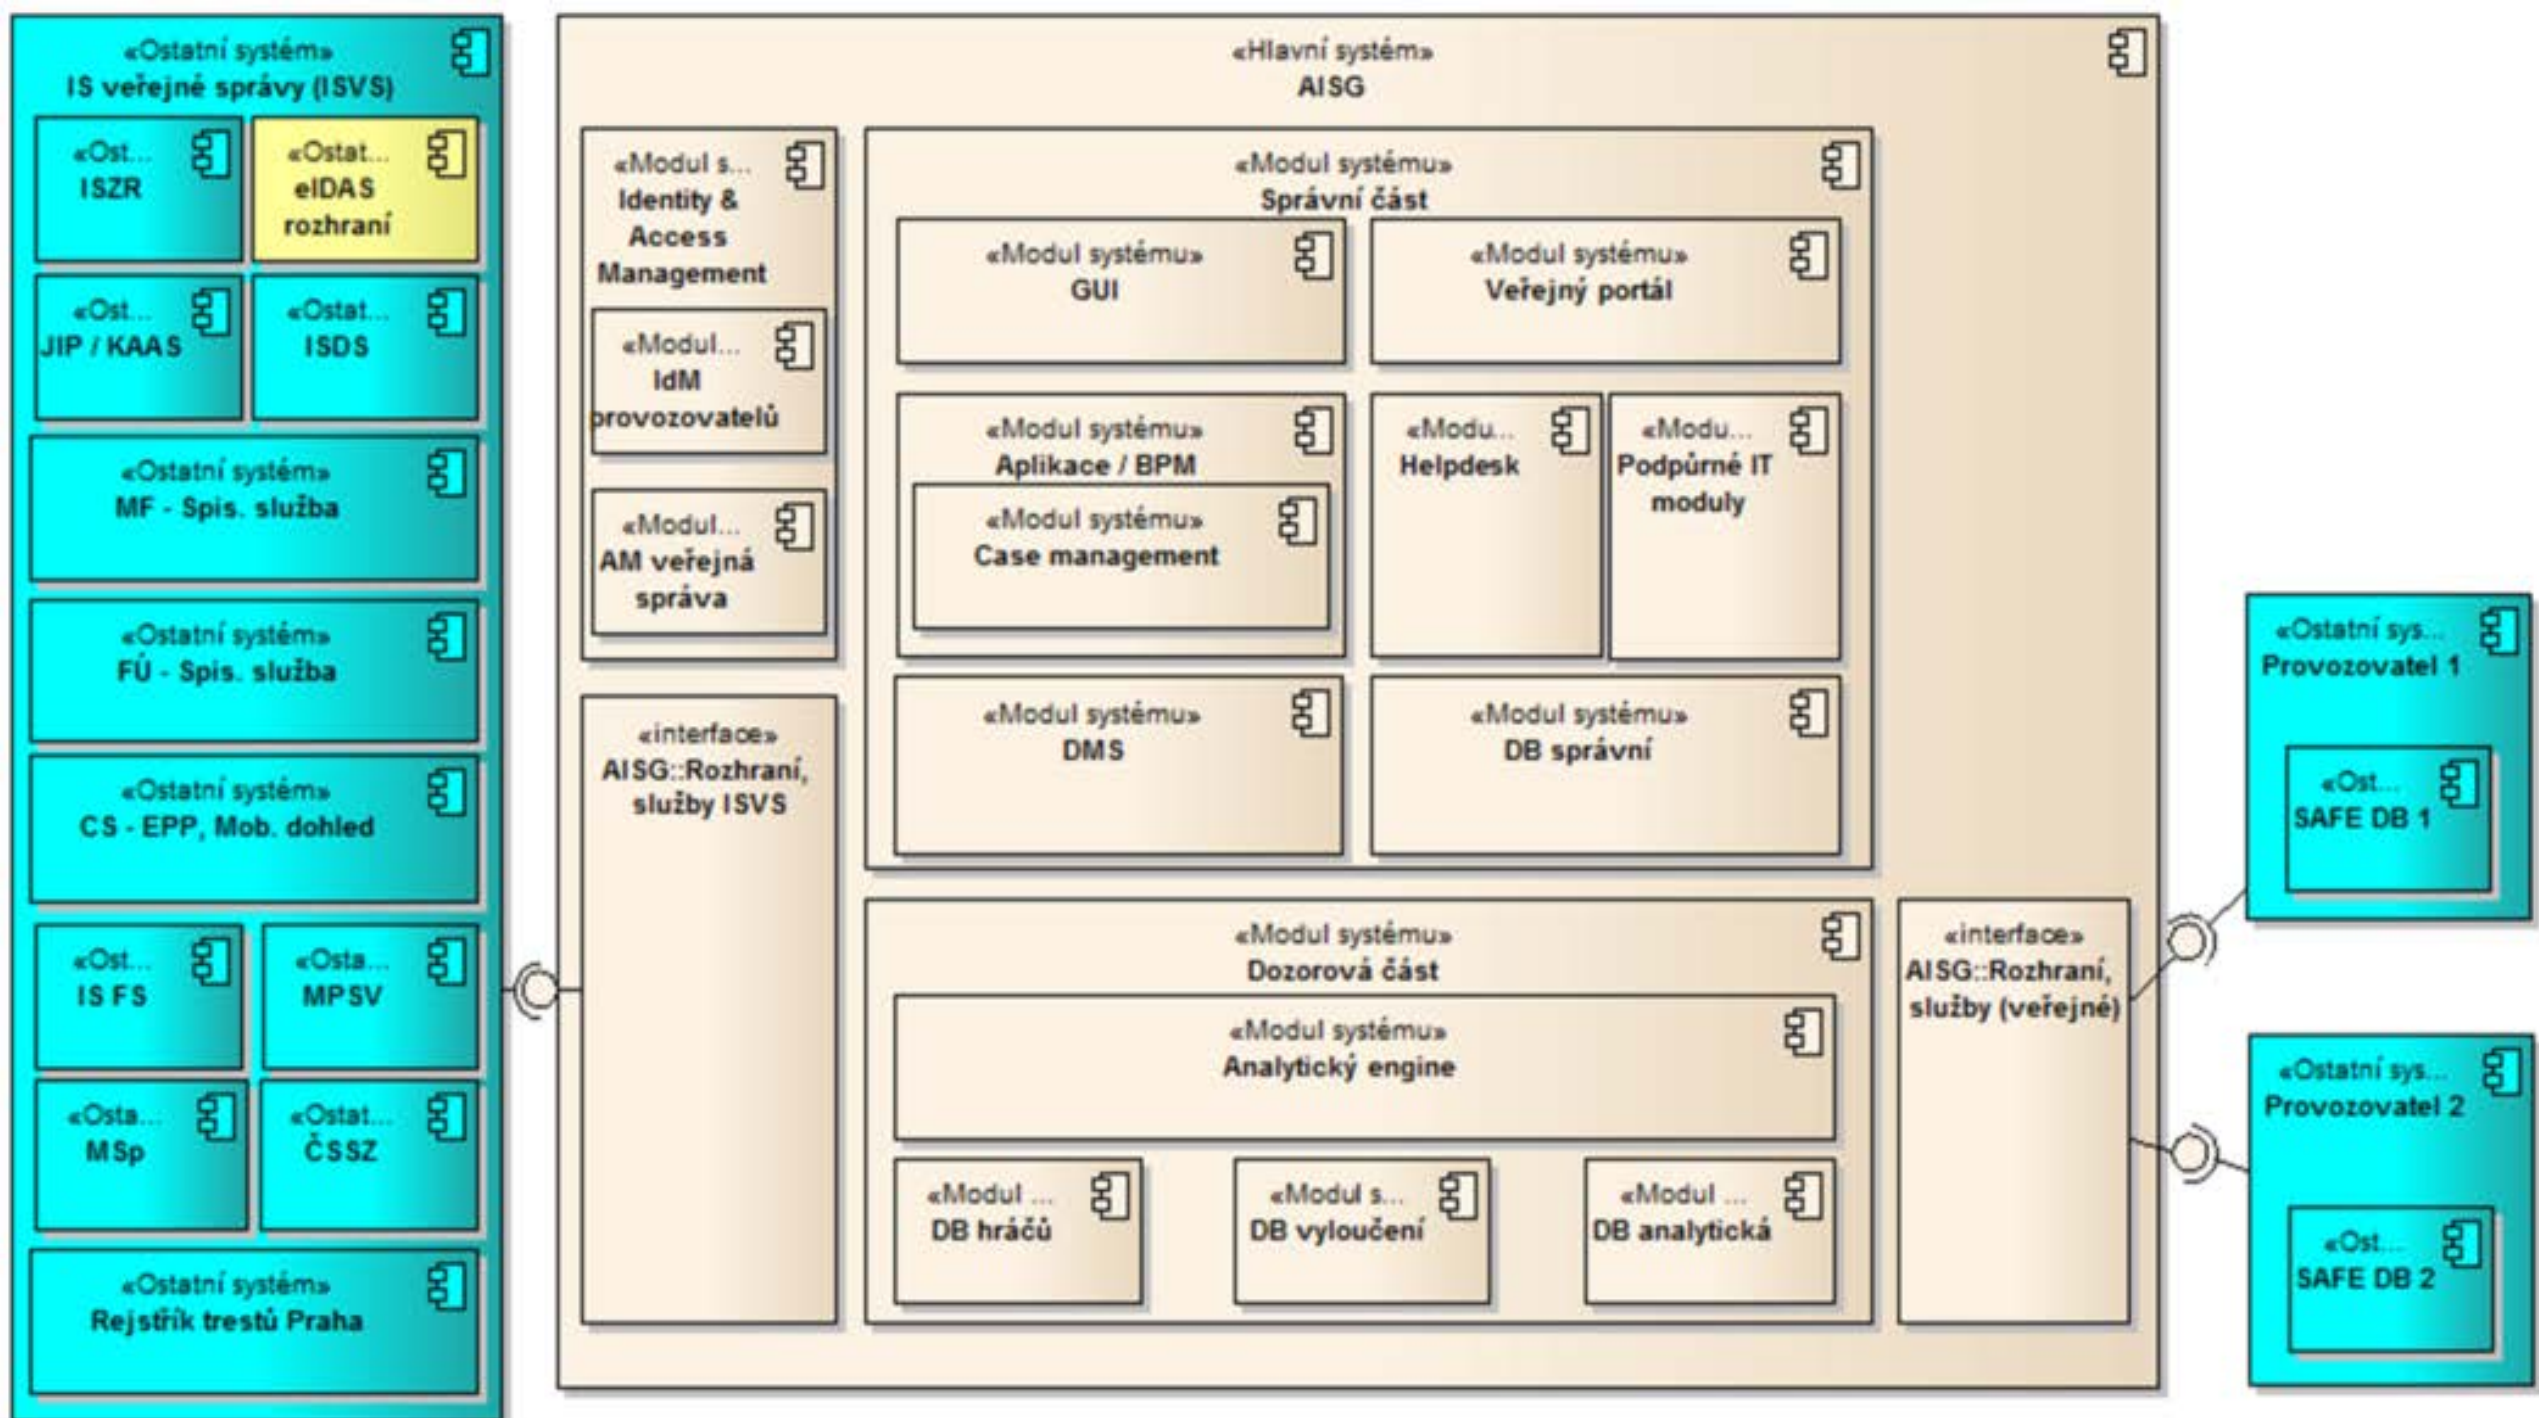 «Ostatní systém»
IS veřejné správy (ISVS)
«Ost...
ISZR
«Ostat...
eIDAS
rozhraní
«Ost...
JIP / KAAS
«Ostat...
ISDS
«Ostatní systém»
MF - Spis. služba
«Ostatní systém»
FÚ - Spis. služba
«Ostatní systém»
CS - EPP, Mob. dohled
«Ost...
IS FS
«Osta...
MPSV
«Osta...
MSp
«Ostat...
ČSSZ
«Ostatní systém»
Rejstřík trestů Praha
«Hlavní systém»
AISG
«Modul s...
Identity &
Access
Management
«Modul...
IdM
provozovatelů
«Modul...
AM veřejná
správa
«interface»
AISG::Rozhraní,
služby ISVS
«Modul systému»
Správní část
«Modul systému»
GUI
«Modul systému»
Veřejný portál
«Modul systému»
Aplikace / BPM
«Modul systému»
Case management
«Modu...
Helpdesk
«Modu...
Podpůrné IT
moduly
«Modul systému»
DMS
«Modul systému»
DB správní
«Modul systému»
Dozorová část
«Modul systému»
Analytický engine
«Modul ...
DB hráčů
«Modul s...
DB vyloučení
«Modul ...
DB analytická
«interface»
AISG::Rozhraní,
služby (veřejné)
«Ostatní sys...
Provozovatel 1
«Ost...
SAFE DB 1
«Ostatní sys...
Provozovatel 2
«Ost...
SAFE DB 2